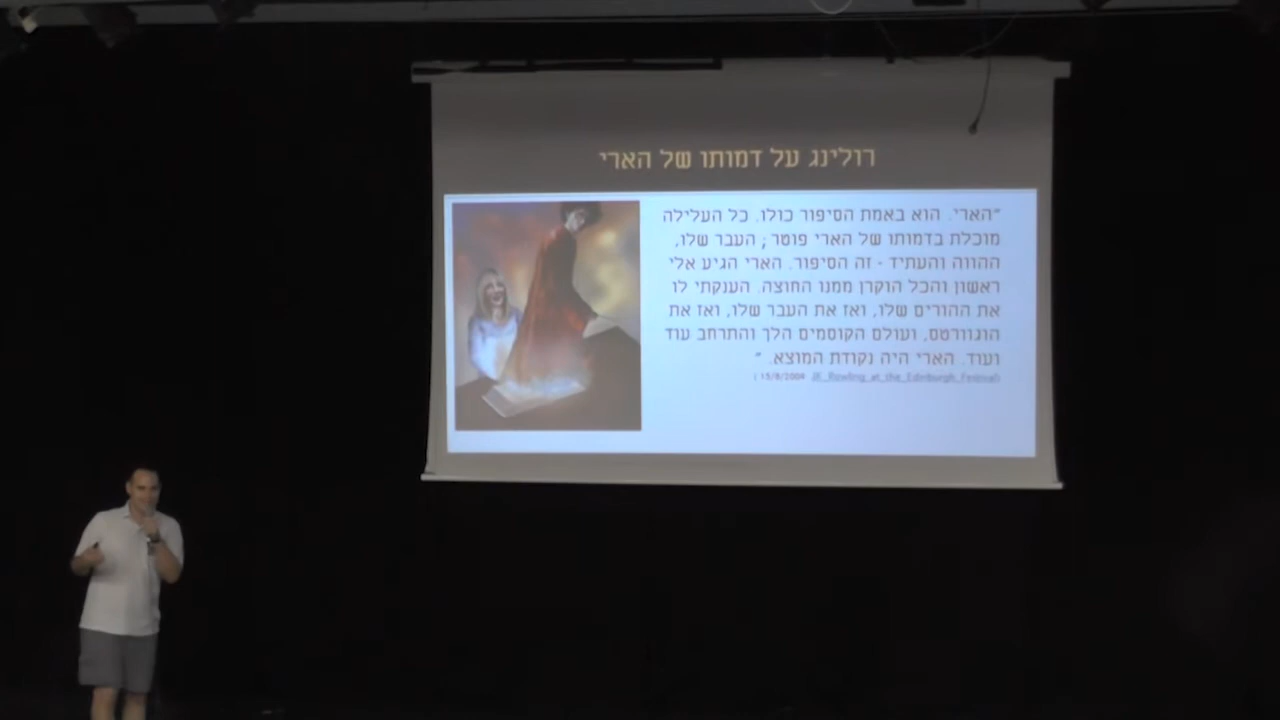 רולינג על דמותו של הארי
"הארי. הוא באמת הסיפור כולו. כל העלילה
מוכלת בדמותו של הארי פוטר; העבר שלו,
ההווה והעתיד - זה הסיפור. הארי הגיע אלי
ראשון והכל הוקרן ממנו החוצה. הענקתי לו
את ההורים שלו, ואז את העבר שלו, ואז את
הוגוורטס, ועולם הקוסמים הלך והתרחב עוד
ועוד. הארי היה נקודת המוצא. "
( 15/8/2004 JK Rowling at the Edinburgh Festival)